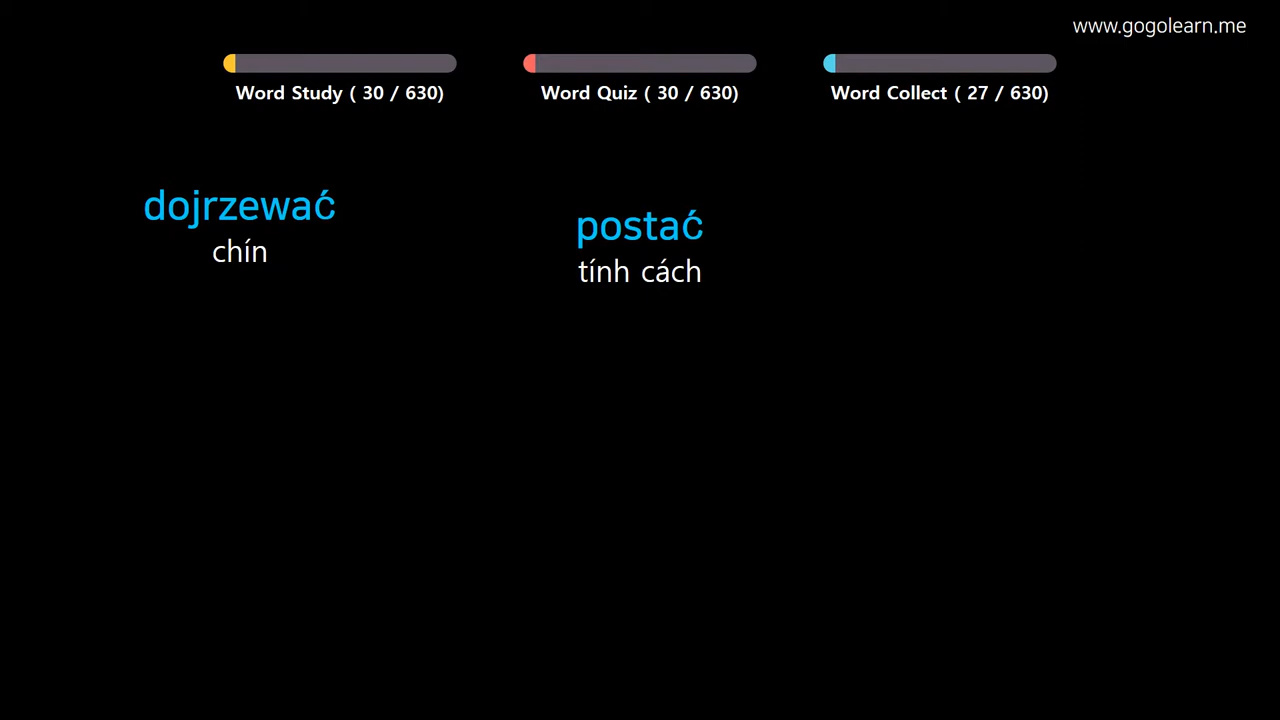 www.gogolearn.me
Word Study ( 30 / 630)
Word Quiz ( 30 / 630)
Word Collect ( 27 / 630)
dojrzewać
chín
postać
tính cách